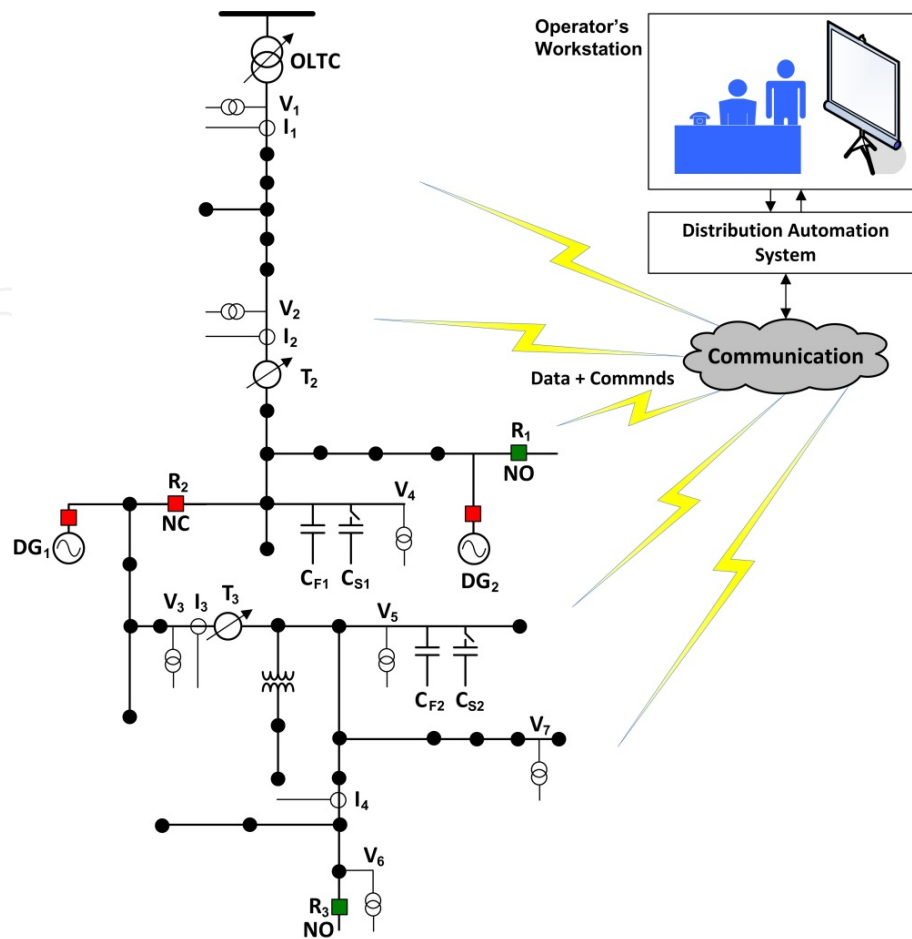 Operator's
Workstation
OLTC
V1
I1
Distribution Automation
System
V2
I2
Communication
T2
Data + Commnds
R1
NO
R2
NC
V4
DG1
CF1
CS1
DG2
V3
I3
T3
V5
CF2
CS2
V7
I4
V6
R3
NO